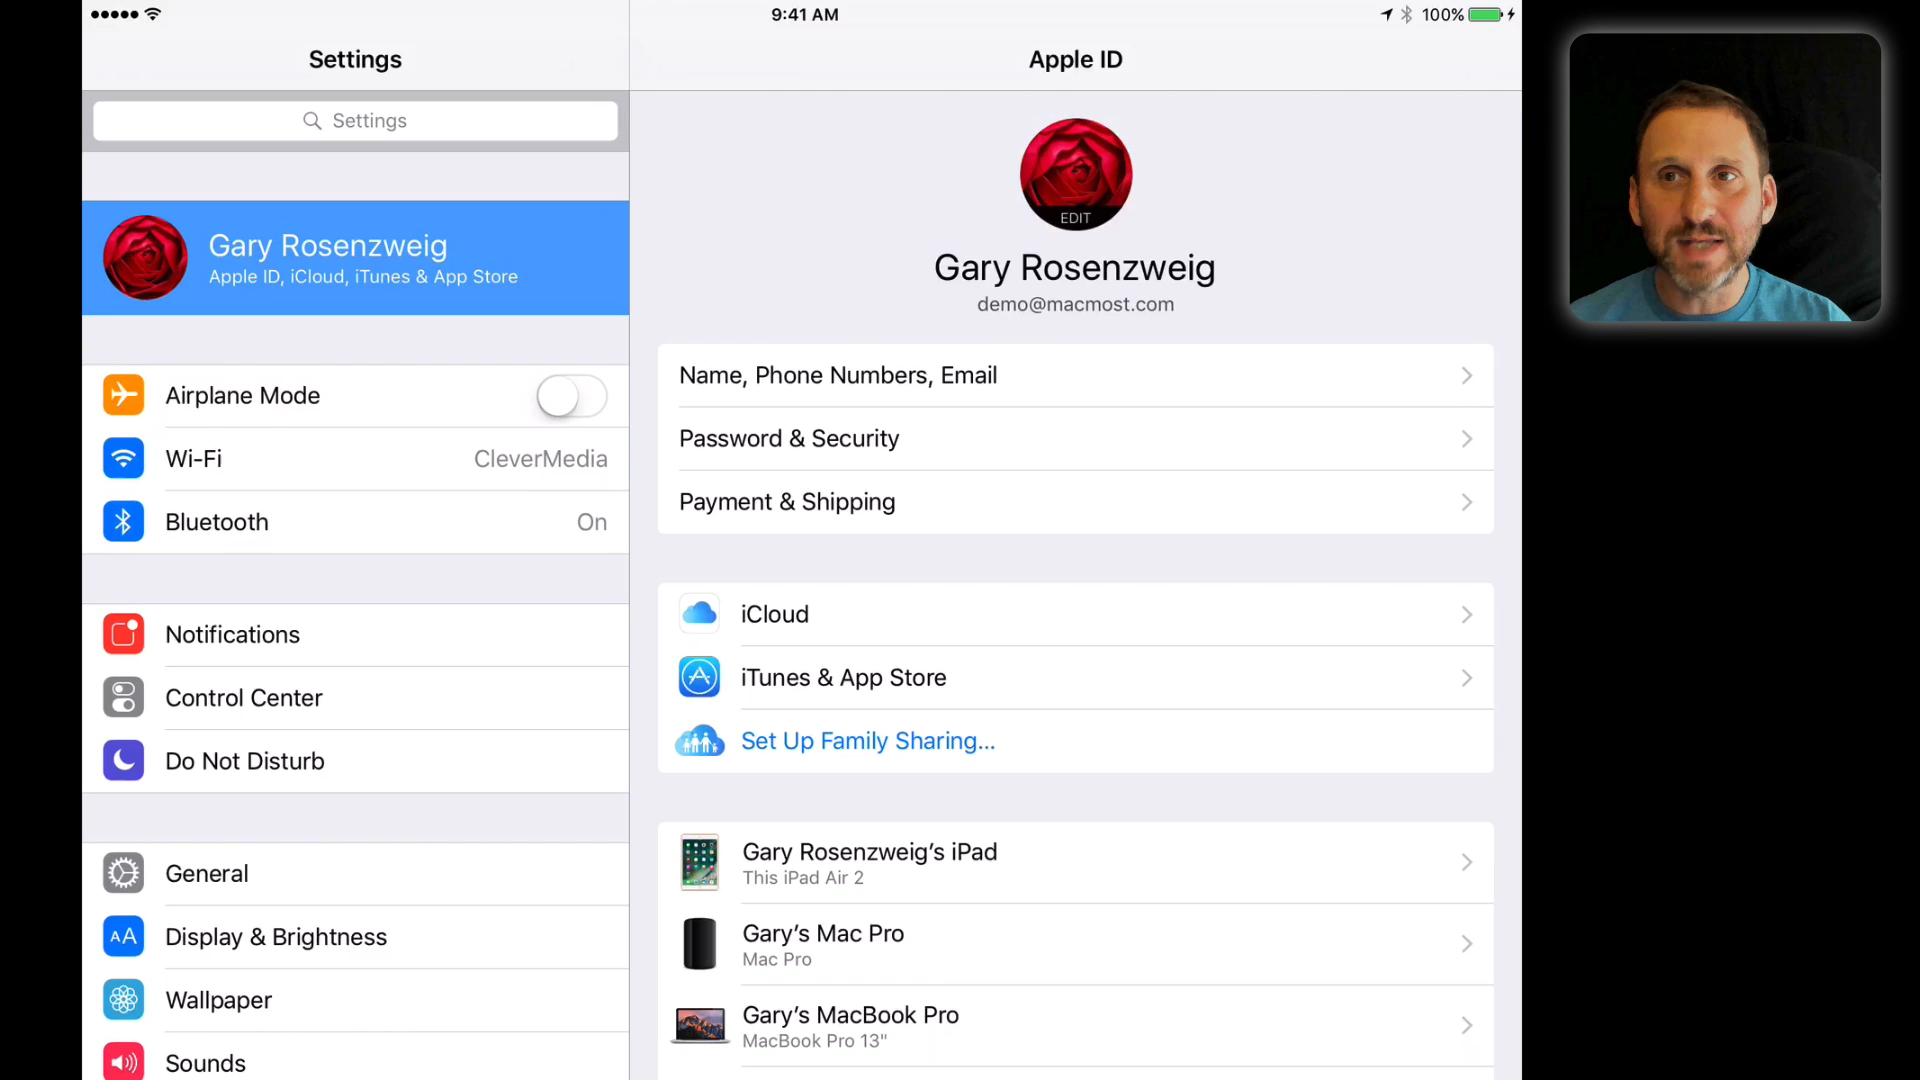 9:41 AM
100%
Settings
Apple ID
Settings
EDIT
Gary Rosenzweig
Apple ID, iCloud, iTunes & App Store
Gary Rosenzweig
demo@macmost.com
Airplane Mode
Wi-Fi CleverMedia
Bluetooth On
Notifications
Control Center
Do Not Disturb
General
AA
Display & Brightness
Wallpaper
Sounds
Name, Phone Numbers, Email
Password & Security
Payment & Shipping
iCloud
iTunes & App Store
Set Up Family Sharing...
Gary Rosenzweig’s iPad
This iPad Air 2
Gary’s Mac Pro
Mac Pro
Gary’s MacBook Pro
MacBook Pro 13"